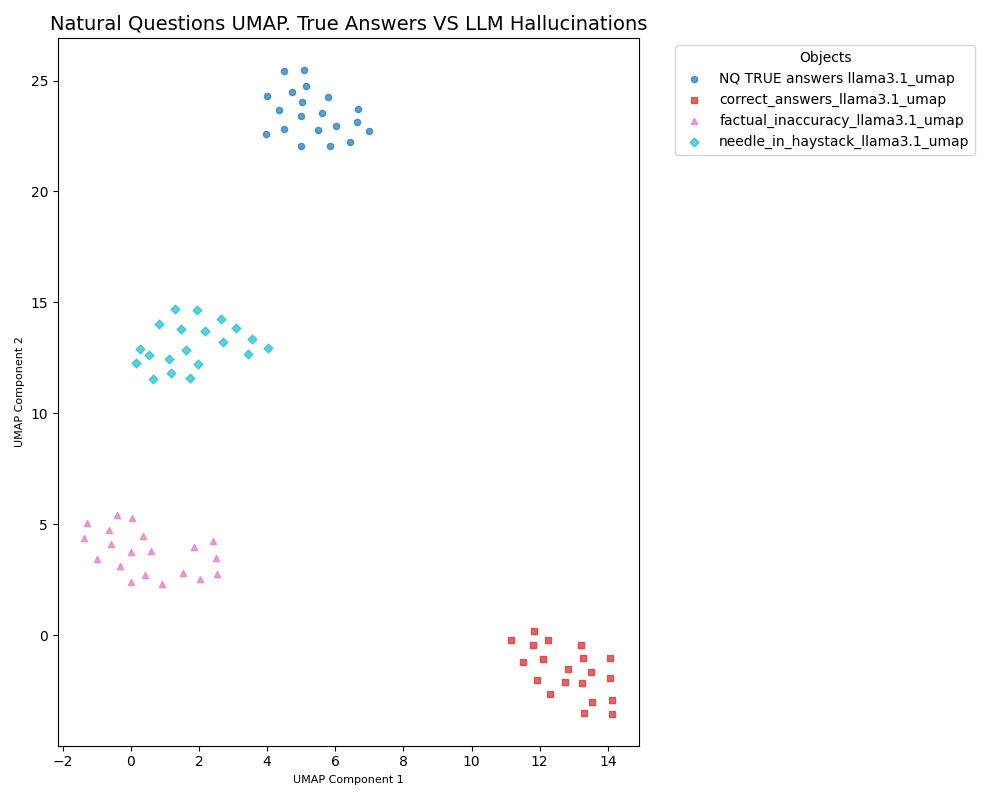 Natural Questions UMAP. True Answers VS LLM Hallucinations
Objects
NQ TRUE answers llama3.1_umap
correct_answers_llama3.1_umap
factual_inaccuracy_llama3.1_umap
needle_in_haystack_llama3.1_umap
25
20
15
10
5
0
UMAP Component 2
−2 0 2 4 6 8 10 12 14
UMAP Component 1